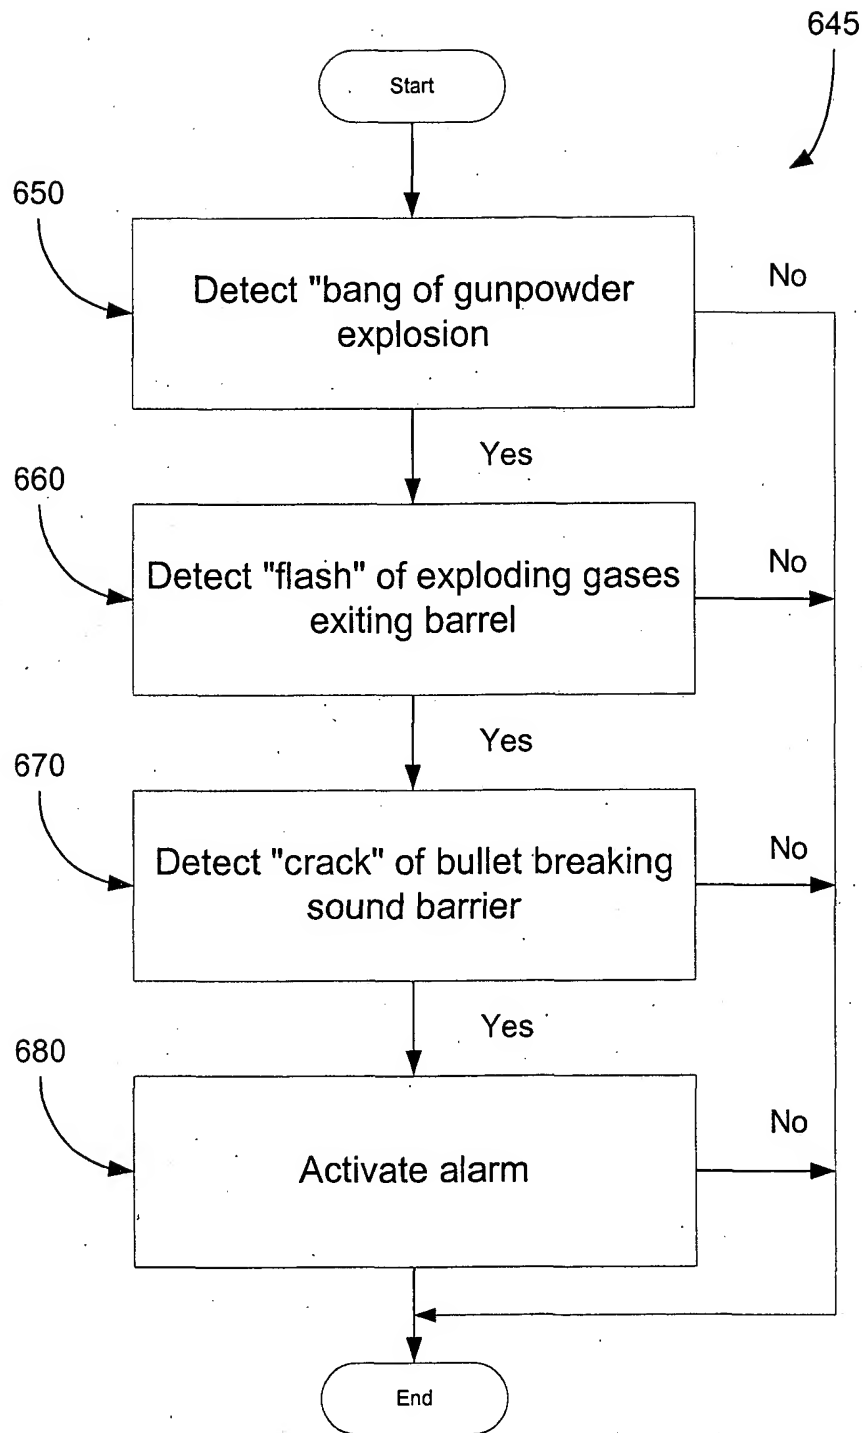 645
Start
650
Detect "bang of gunpowder
explosion
No
Yes
660
Detect "flash" of exploding gases
exiting barrel
No
Yes
670
Detect "crack" of bullet breaking
sound barrier
No
Yes
680
Activate alarm
No
End